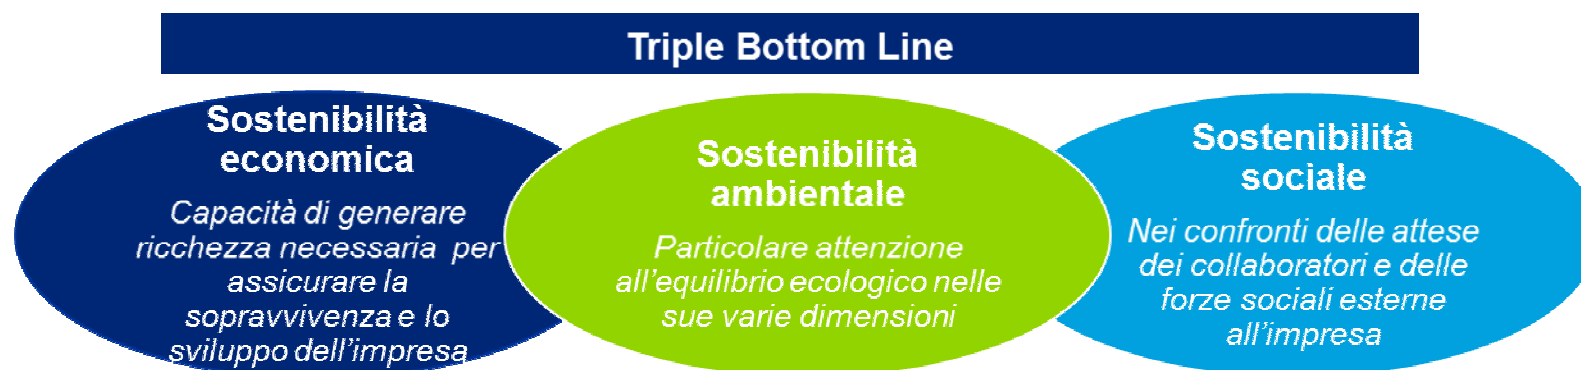 Triple Bottom Line
Sostenibilità
economica
Capacità di generare
ricchezza necessaria per
assicurare la
sopravvivenza e lo
sviluppo dell'impresa
Sostenibilità
ambientale
Particolare attenzione
all'equilibrio ecologico nelle
sue varie dimensioni
Sostenibilità
sociale
Nei confronti delle attese
dei collaboratori e delle
forze sociali esterne
all'impresa